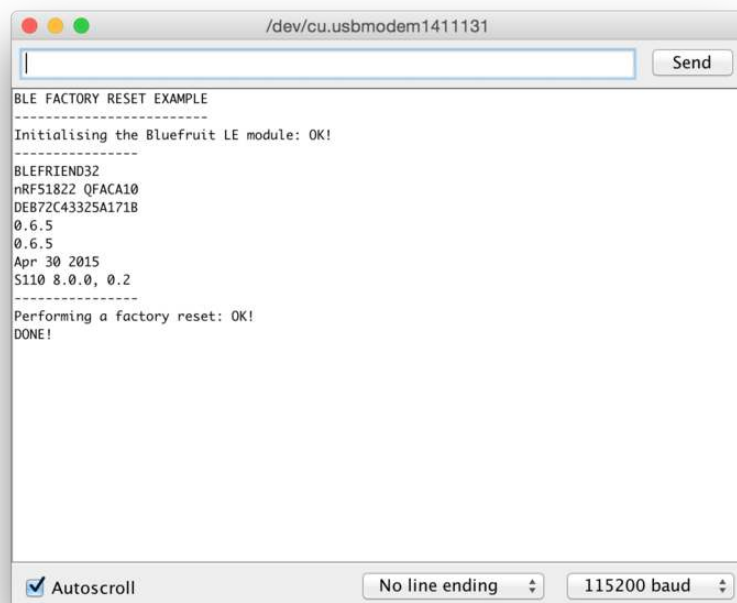 /dev/cu.usbmodem1411131
Send
BLE FACTORY RESET EXAMPLE
-------------------------
Initialising the Bluefruit LE module: OK!
----------------
BLEFRIEND32
nRF51822 QFACA10
DEB72C43325A171B
0.6.5
0.6.5
Apr 30 2015
S110 8.0.0, 0.2
----------------
Performing a factory reset: OK!
DONE!
Autoscroll No line ending 115200 baud